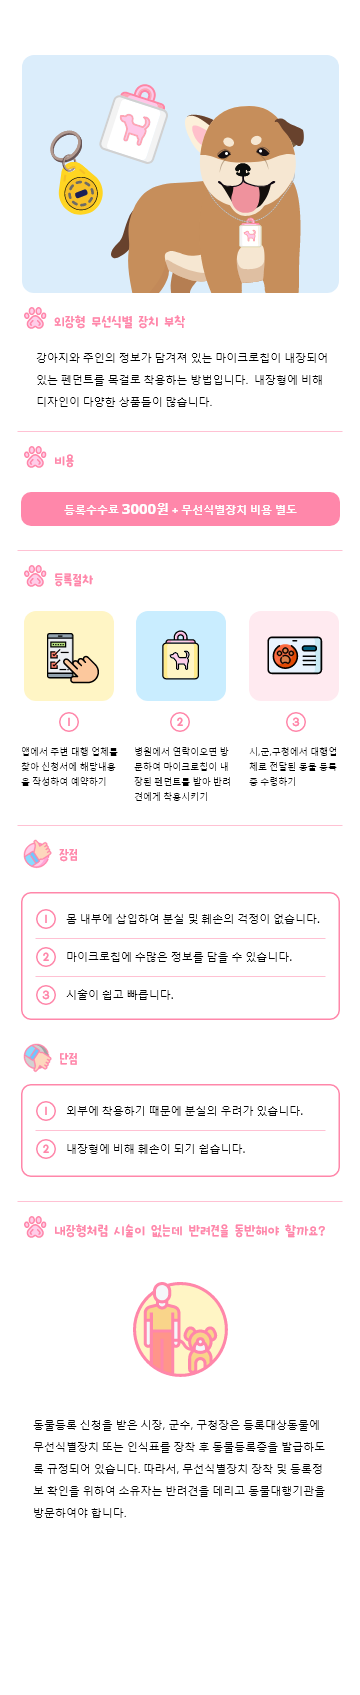 외장형 무선식별 장치 부착
강아지와 주인의 정보가 담겨져 있는 마이크로칩이 내장되어
있는 펜던트를 목걸로 착용하는 방법입니다. 내장형에 비해
디자인이 다양한 상품들이 많습니다.
비용
등록수수료 3000원 + 무선식별장치 비용 별도
등록절차
1
2
3
앱에서 주변 대행 업체를
찾아 신청서에 해당내용
을 작성하여 예약하기
병원에서 연락이오면 방
문하여 마이크로칩이 내
장된 펜던트를 받아 반려
견에게 착용시키기
시,군,구청에서 대행업
체로 전달된 동물 등록
증 수령하기
장점
1 몸 내부에 삽입하여 분실 및 훼손의 걱정이 없습니다.
2 마이크로칩에 수많은 정보를 담을 수 있습니다.
3 시술이 쉽고 빠릅니다.
단점
1 외부에 착용하기 때문에 분실의 우려가 있습니다.
2 내장형에 비해 훼손이 되기 쉽습니다.
내장형처럼 시술이 없는데 반려견을 동반해야 할까요?
동물등록 신청을 받은 시장, 군수, 구청장은 등록대상동물에
무선식별장치 또는 인식표를 장착 후 동물등록증을 발급하도
록 규정되어 있습니다. 따라서, 무선식별장치 장착 및 등록정
보 확인을 위하여 소유자는 반려견을 데리고 동물대행기관을
방문하여야 합니다.